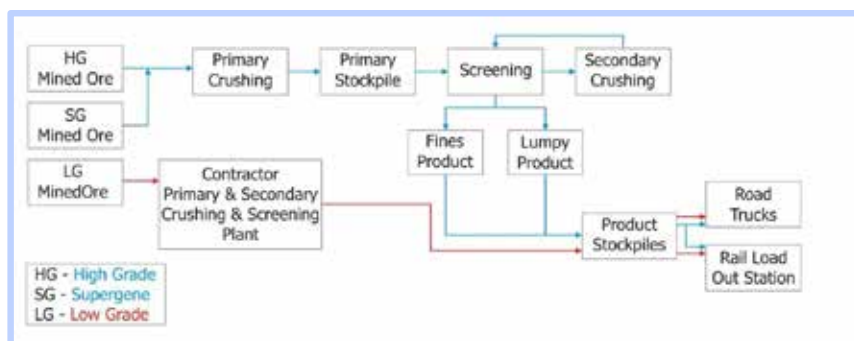 HG
Mined Ore
Primary
Crushing
Primary
Stockpile
Screening
Secondary
Crushing
SG
Mined Ore
Fines
Product
Lumpy
Product
LG
MinedOre
Contractor
Primary & Secondary
Crushing & Screening
Plant
Product
Stockpiles
Road
Trucks
Rail Load
Out Station
HG - High Grade
SG - Supergene
LG - Low Grade